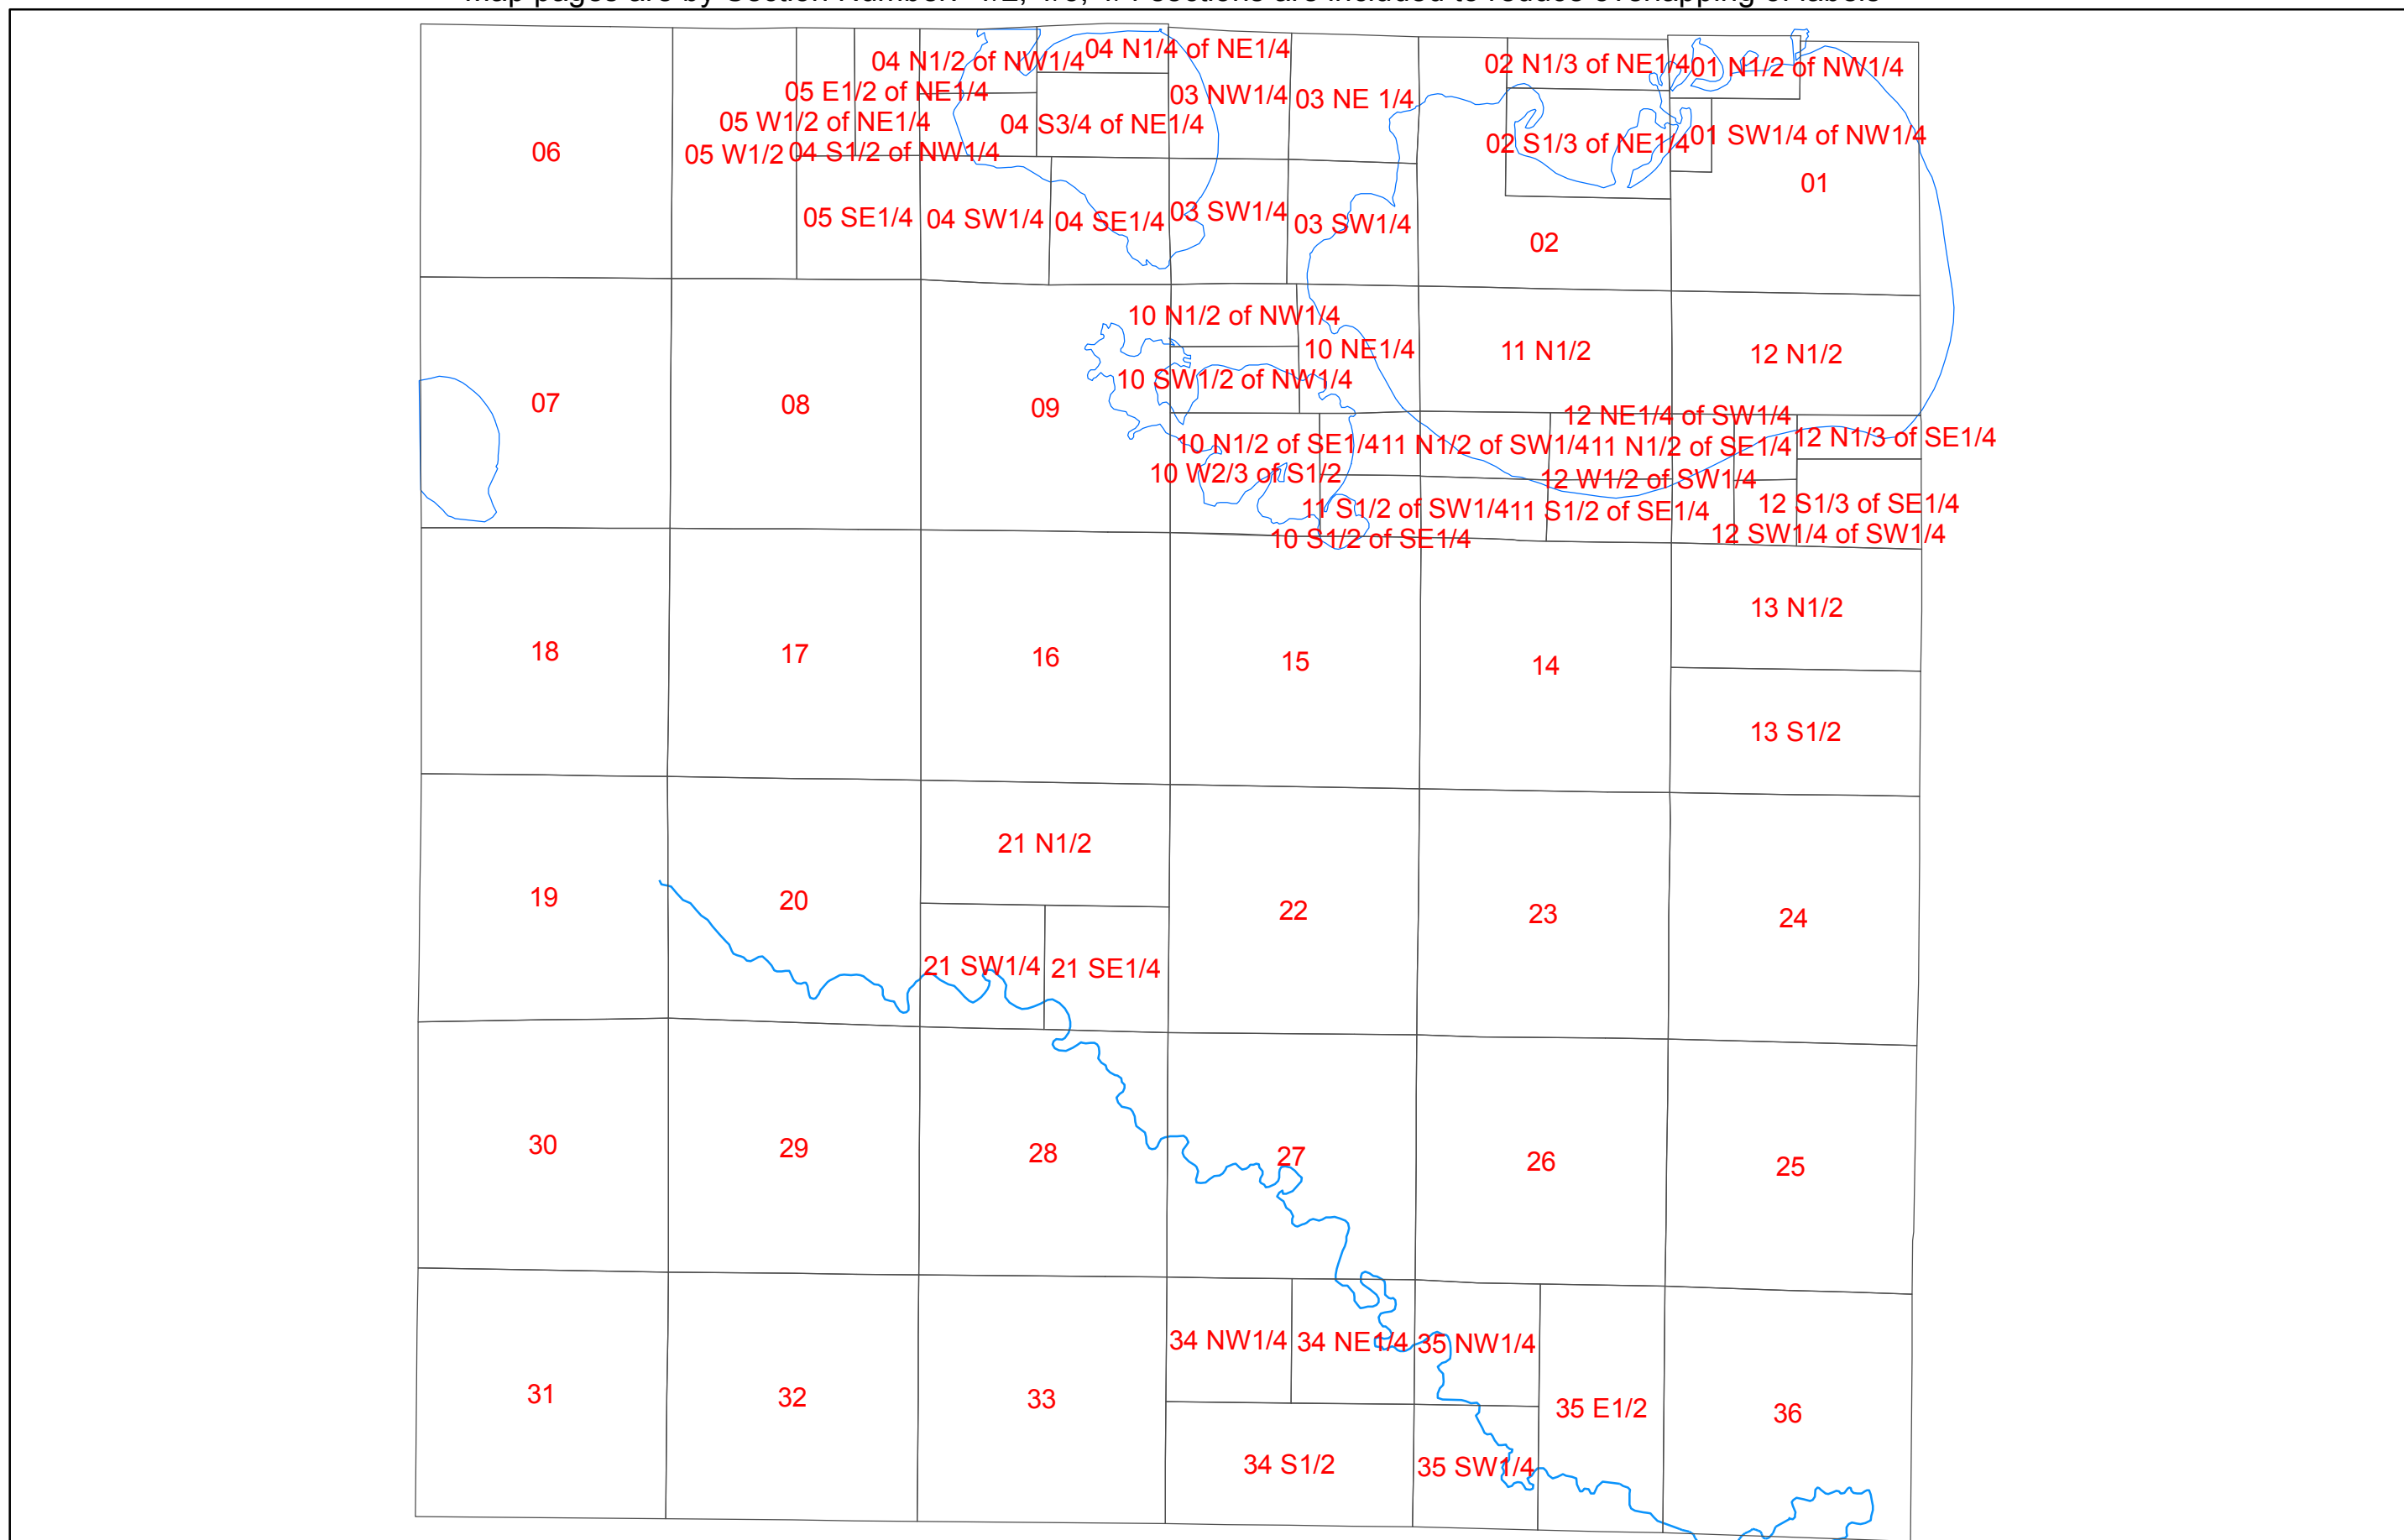 04 N1/2 of NW1/4
04 N1/4 of NE1/4
02 N1/3 of NE1/4
01 N1/2 of NW1/4
05 E1/2 of NE1/4
03 NW1/4
03 NE 1/4
05 W1/2 of NE1/4
04 S3/4 of NE1/4
01 SW1/4 of NW1/4
06
05 W1/2
04 S1/2 of NW1/4
02 S1/3 of NE1/4
01
05 SE1/4
04 SW1/4
04 SE1/4
03 SW1/4
03 SW1/4
02
10 N1/2 of NW1/4
10 NE1/4
11 N1/2
12 N1/2
10 SW1/2 of NW1/4
07
08
09
12 NE1/4 of SW1/4
10 N1/2 of SE1/4
11 N1/2 of SW1/4
11 N1/2 of SE1/4
12 N1/3 of SE1/4
10 W2/3 of S1/2
12 W1/2 of SW1/4
11 S1/2 of SW1/4
11 S1/2 of SE1/4
12 S1/3 of SE1/4
10 S1/2 of SE1/4
12 SW1/4 of SW1/4
13 N1/2
18
17
16
15
14
13 S1/2
21 N1/2
19
20
22
23
24
21 SW1/4
21 SE1/4
30
29
28
27
26
25
34 NW1/4
34 NE1/4
35 NW1/4
31
32
33
35 E1/2
36
34 S1/2
35 SW1/4